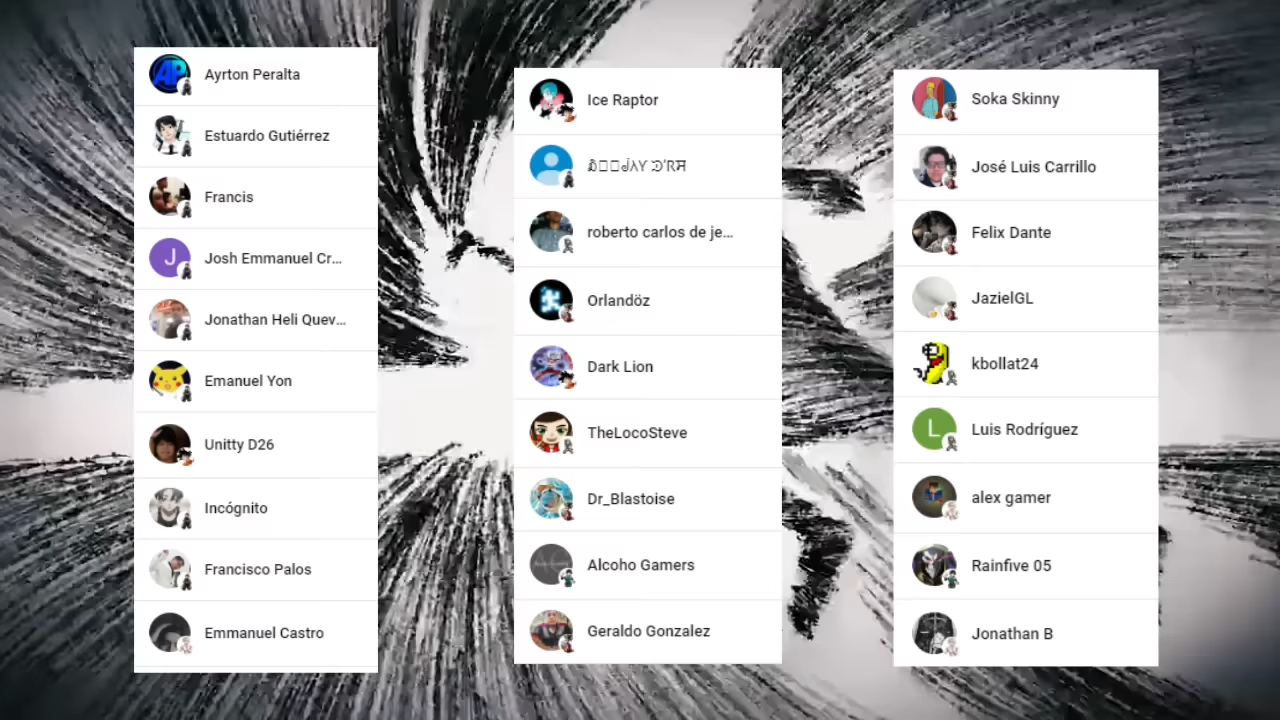 Ayrton Peralta
Estuardo Gutiérrez
Francis
Josh Emmanuel Cr...
Jonathan Heli Quev...
Emanuel Yon
Unitty D26
Incógnito
Francisco Palos
Emmanuel Castro
Ice Raptor
roberto carlos de je...
Orlandöz
Dark Lion
TheLocoSteve
Dr_Blastoise
Alcoho Gamers
Geraldo Gonzalez
Soka Skinny
José Luis Carrillo
Felix Dante
JazielGL
kbollat24
Luis Rodríguez
alex gamer
Rainfive 05
Jonathan B